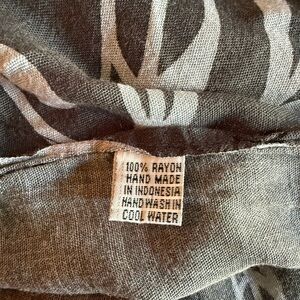 100% RAYON
HAND MADE
IN INDONESIA
HAND WASH IN
COOL WATER